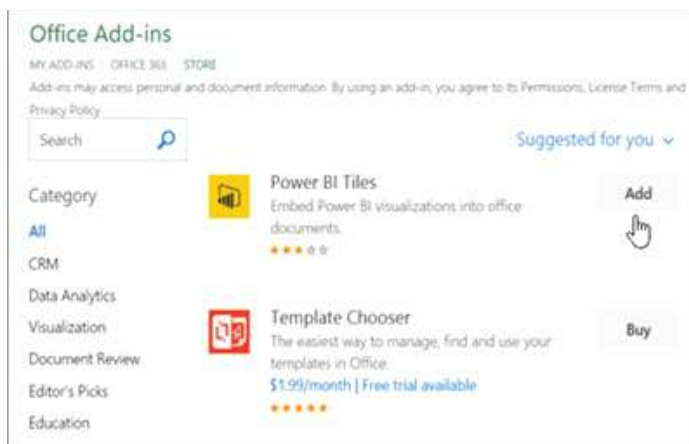 Office Add-ins
MY ADD-INS OFFICE 365 STORE
Add-ins may access personal and document information. By using an add-in, you agree to its Permissions, License Terms and
Privacy Policy
Search
Suggested for you
Category
All
CRM
Data Analytics
Visualization
Document Review
Editor's Picks
Education
Power BI Tiles
Embed Power BI visualizations into office
documents.
Add
Template Chooser
The easiest way to manage, find and use your
templates in Office.
$1.99/month | Free trial available
Buy